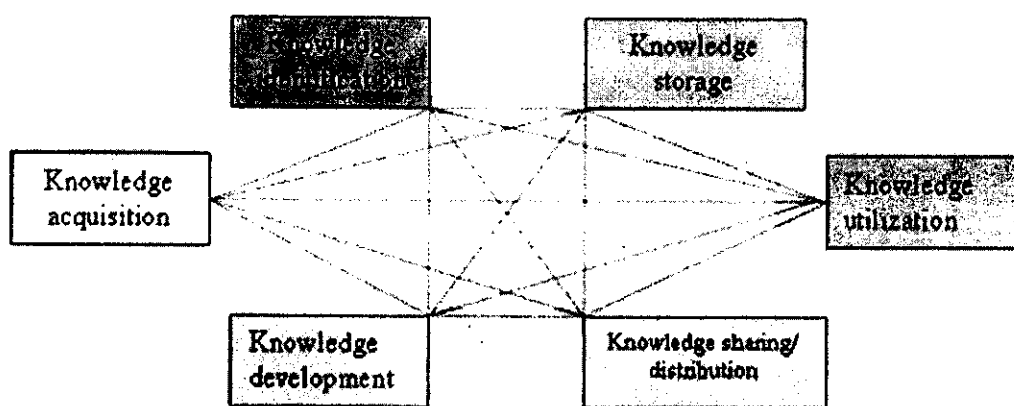 Knowledge
identification
Knowledge
storage
Knowledge
acquisition
Knowledge
utilization
Knowledge
development
Knowledge sharing/
distribution